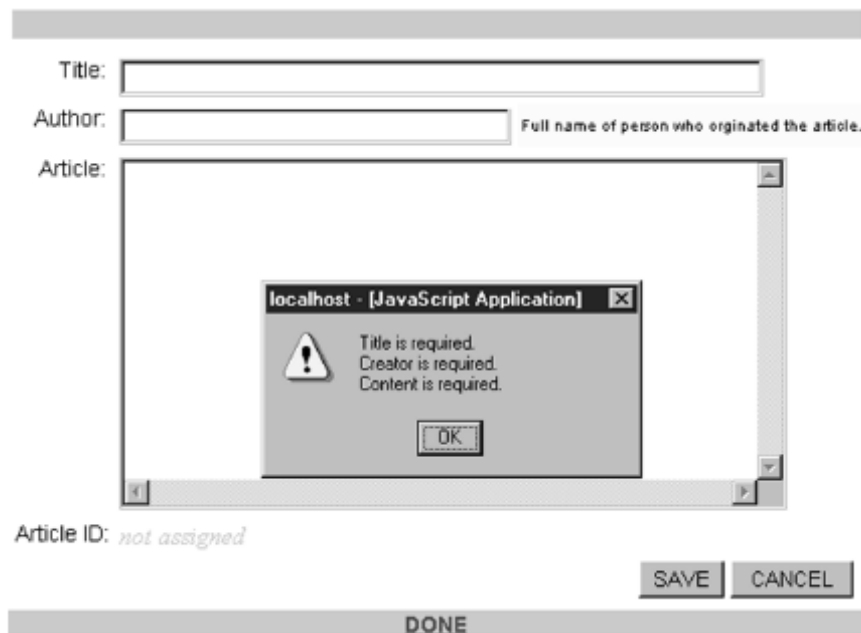 Title:
Author:
Full name of person who orginated the article.
Article:
localhost - [JavaScript Application]
Title is required.
Creator is required.
Content is required.
OK
Article ID: not assigned
SAVE CANCEL
DONE